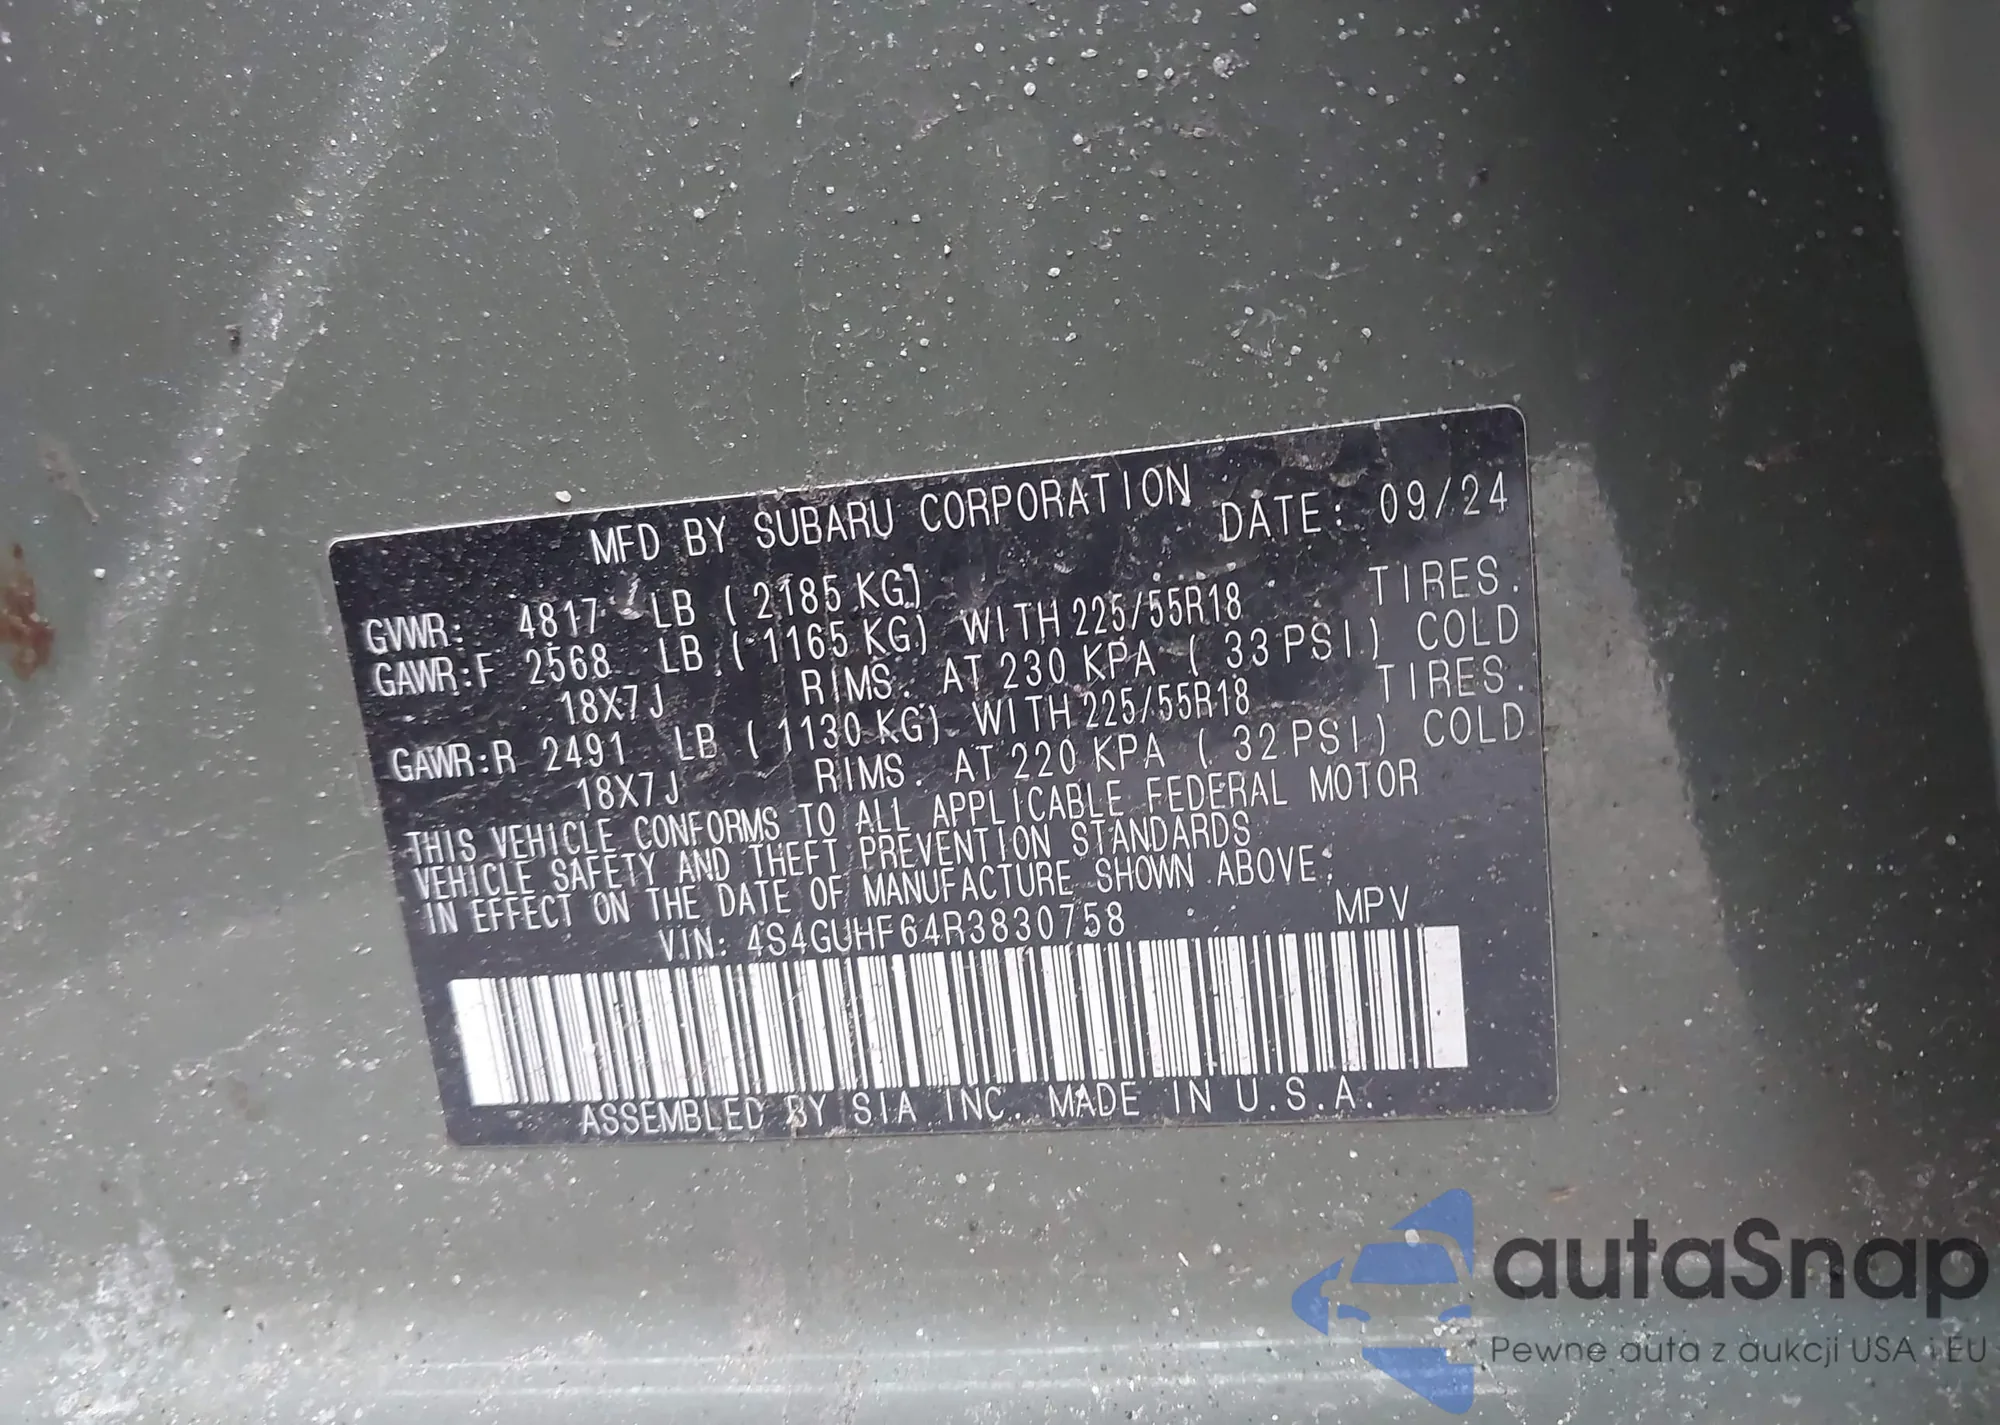 MFD BY SUBARU CORPORATION DATE: 09/24
GVWR: 4817 LB (2185 KG)
GAWR:F 2568 LB (1165 KG) WITH 225/55R18 TIRES.
18X7J RIMS. AT 230 KPA (33 PSI) COLD
GAWR:R 2491 LB (1130 KG) WITH 225/55R18 TIRES.
18X7J RIMS. AT 220 KPA (32 PSI) COLD
THIS VEHICLE CONFORMS TO ALL APPLICABLE FEDERAL MOTOR
VEHICLE SAFETY AND THEFT PREVENTION STANDARDS
IN EFFECT ON THE DATE OF MANUFACTURE SHOWN ABOVE.
VIN: 4S4GUHF64R3830758 MPV
ASSEMBLED BY SIA INC. MADE IN U.S.A.
autaSnap
Pewne auta z aukcji USA i EU